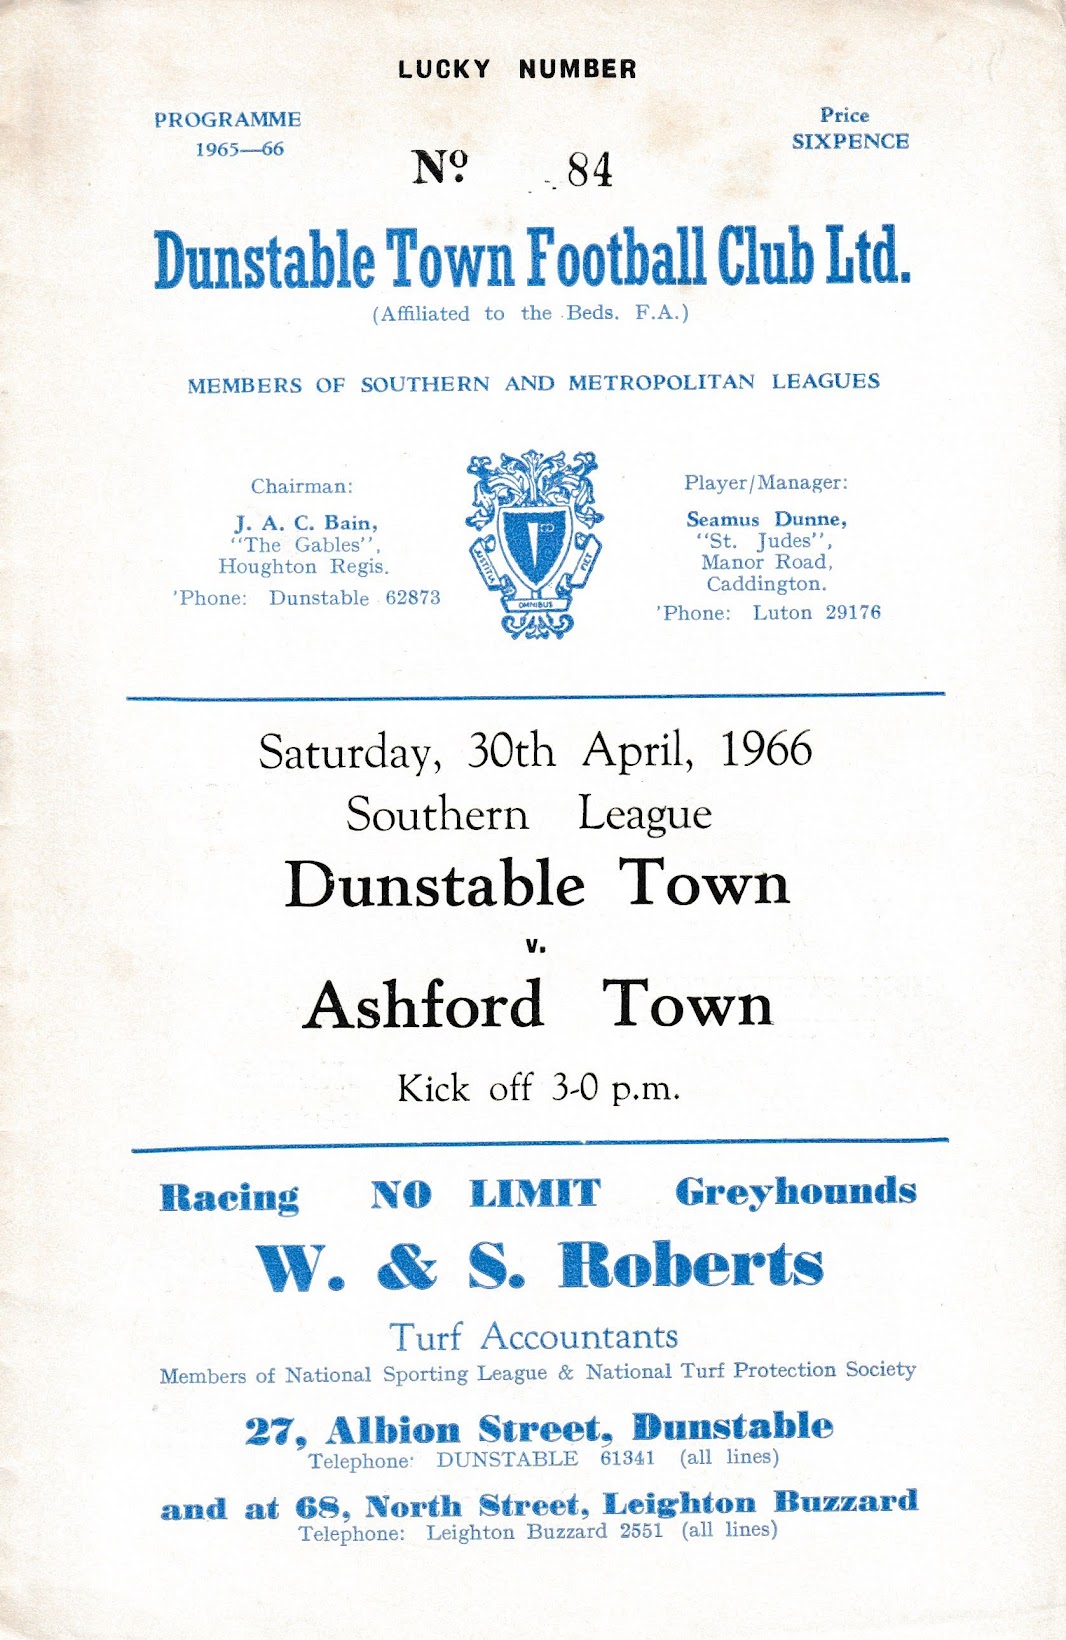 LUCKY NUMBER
PROGRAMME
1965—66
Price
SIXPENCE
Nº 84
Dunstable Town Football Club Ltd.
(Affiliated to the Beds. F.A.)
MEMBERS OF SOUTHERN AND METROPOLITAN LEAGUES
Chairman:
J. A. C. Bain,
"The Gables",
Houghton Regis.
'Phone: Dunstable 62873
JUSTITIA
OMNIBUS
FIET
Player/Manager:
Seamus Dunne,
"St. Judes",
Manor Road,
Caddington.
'Phone: Luton 29176
Saturday, 30th April, 1966
Southern League
Dunstable Town
v.
Ashford Town
Kick off 3-0 p.m.
Racing NO LIMIT Greyhounds
W. & S. Roberts
Turf Accountants
Members of National Sporting League & National Turf Protection Society
27, Albion Street, Dunstable
Telephone: DUNSTABLE 61341 (all lines)
and at 68, North Street, Leighton Buzzard
Telephone: Leighton Buzzard 2551 (all lines)